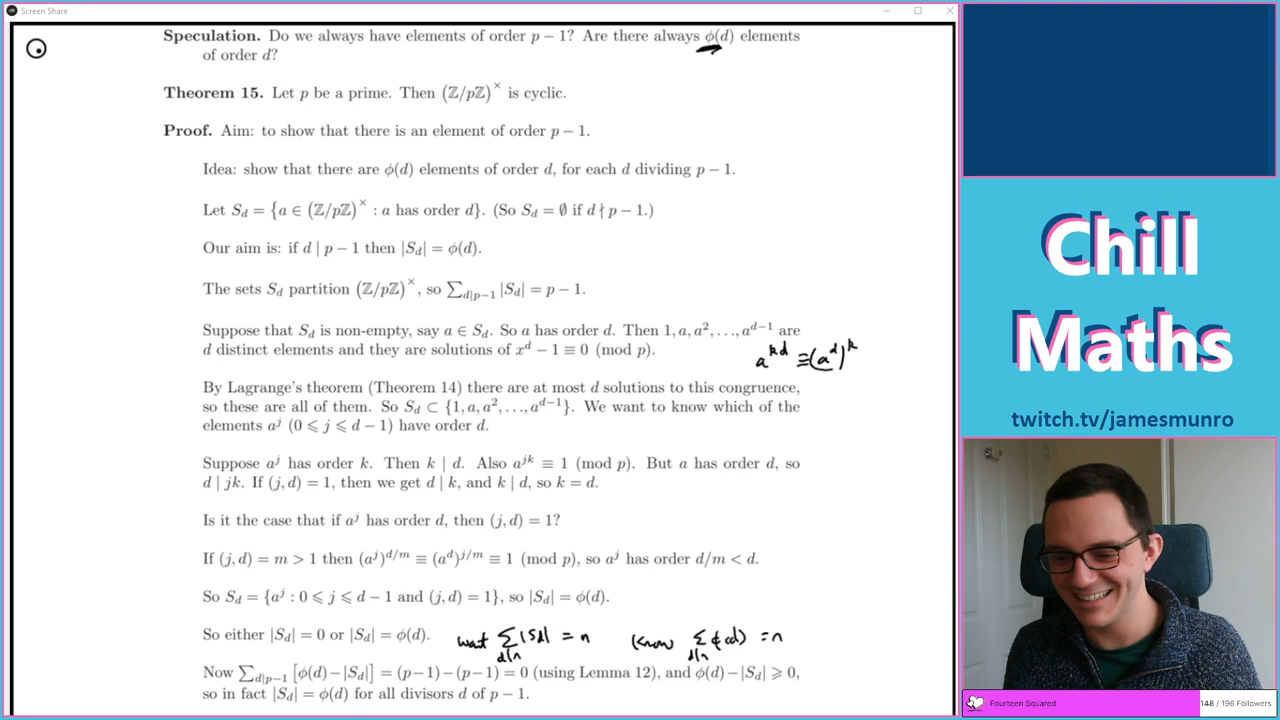 Screen Share
Speculation. Do we always have elements of order p − 1? Are there always ϕ(d) elements
of order d?
Theorem 15. Let p be a prime. Then (ℤ/pℤ)^× is cyclic.
Proof. Aim: to show that there is an element of order p − 1.
Idea: show that there are ϕ(d) elements of order d, for each d dividing p − 1.
Let S_d = {a ∈ (ℤ/pℤ)^× : a has order d}. (So S_d = ∅ if d ∤ p − 1.)
Our aim is: if d | p − 1 then |S_d| = ϕ(d).
The sets S_d partition (ℤ/pℤ)^×, so ∑_{d|p−1} |S_d| = p − 1.
Suppose that S_d is non-empty, say a ∈ S_d. So a has order d. Then 1, a, a^2, . . . , a^{d−1} are
d distinct elements and they are solutions of x^d − 1 ≡ 0 (mod p).
a^{kd} ≡ (a^d)^k
By Lagrange's theorem (Theorem 14) there are at most d solutions to this congruence,
so these are all of them. So S_d ⊂ {1, a, a^2, . . . , a^{d−1}}. We want to know which of the
elements a^j (0 ⩽ j ⩽ d − 1) have order d.
Suppose a^j has order k. Then k | d. Also a^{jk} ≡ 1 (mod p). But a has order d, so
d | jk. If (j, d) = 1, then we get d | k, and k | d, so k = d.
Is it the case that if a^j has order d, then (j, d) = 1?
If (j, d) = m > 1 then (a^j)^{d/m} ≡ (a^d)^{j/m} ≡ 1 (mod p), so a^j has order d/m < d.
So S_d = {a^j : 0 ⩽ j ⩽ d − 1 and (j, d) = 1}, so |S_d| = ϕ(d).
So either |S_d| = 0 or |S_d| = ϕ(d). want ∑_{d|n} |S_d| = n know ∑_{d|n} ϕ(d) = n
Now ∑_{d|p−1} [ϕ(d) − |S_d|] = (p−1) − (p−1) = 0 (using Lemma 12), and ϕ(d) − |S_d| ⩾ 0,
so in fact |S_d| = ϕ(d) for all divisors d of p − 1.
Chill
Maths
twitch.tv/jamesmunro
Fourteen Squared 148 / 196 Followers